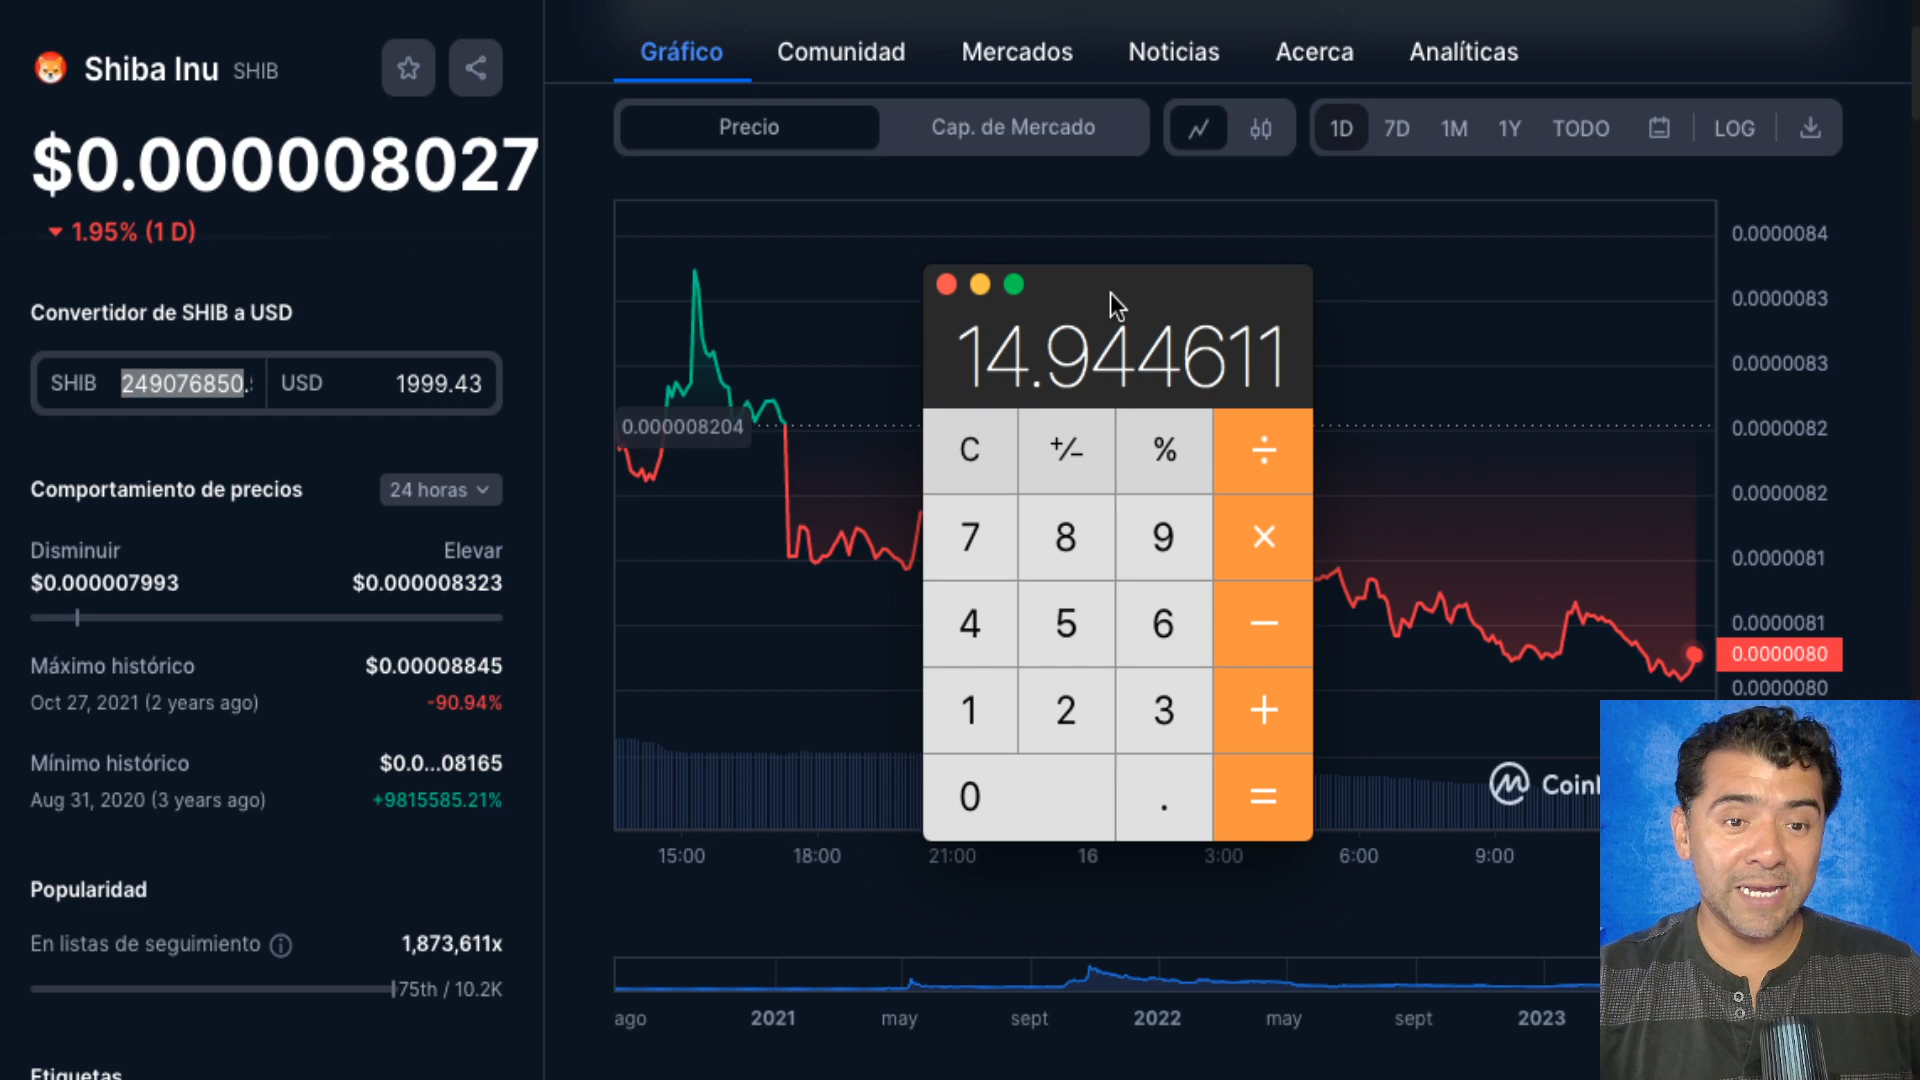 Shiba Inu SHIB
$0.000008027
1.95% (1 D)
Convertidor de SHIB a USD
SHIB 249076850. USD 1999.43
Comportamiento de precios 24 horas
Disminuir Elevar
$0.000007993 $0.000008323
Máximo histórico $0.00008845
Oct 27, 2021 (2 years ago) -90.94%
Mínimo histórico $0.0...08165
Aug 31, 2020 (3 years ago) +9815585.21%
Popularidad
En listas de seguimiento 1,873,611x
75th / 10.2K
Etiquetas
Gráfico Comunidad Mercados Noticias Acerca Analíticas
Precio Cap. de Mercado 1D 7D 1M 1Y TODO LOG
0.0000084
0.0000083
0.0000083
0.0000082
0.0000082
0.0000081
0.0000081
0.0000080
0.0000080
0.000008204
14.944611
C +/− % ÷
7 8 9 ×
4 5 6 −
1 2 3 +
0 . =
15:00 18:00 21:00 16 3:00 6:00 9:00
ago 2021 may sept 2022 may sept 2023